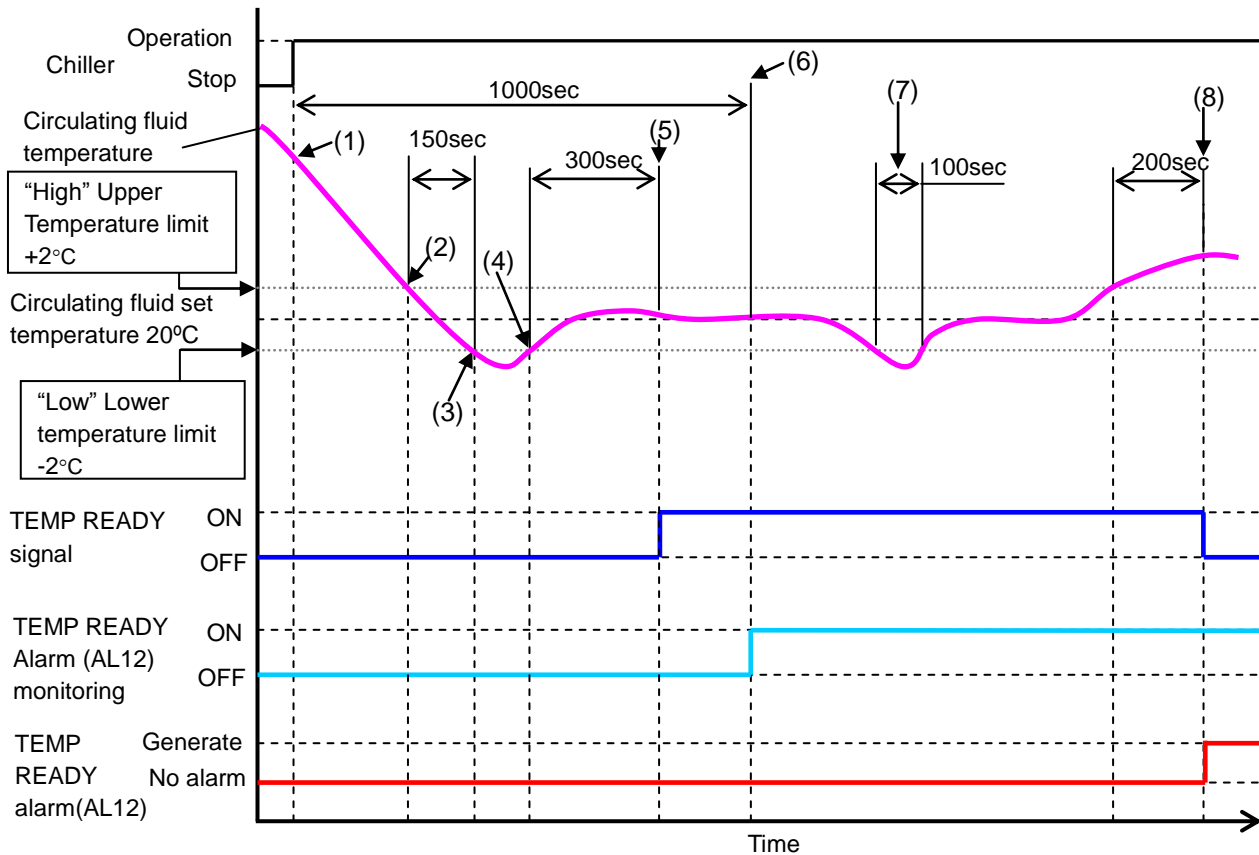 Operation
Chiller
Stop
(6)
(7)
1000sec
(8)
Circulating fluid
temperature
(1)
150sec
(5)
300sec
100sec
200sec
“High” Upper
Temperature limit
+2°C
(2)
(4)
Circulating fluid set
temperature 20ºC
(3)
“Low” Lower
temperature limit
-2°C
TEMP READY
signal
ON
OFF
TEMP READY
Alarm (AL12)
monitoring
ON
OFF
TEMP
READY
alarm(AL12)
Generate
No alarm
Time